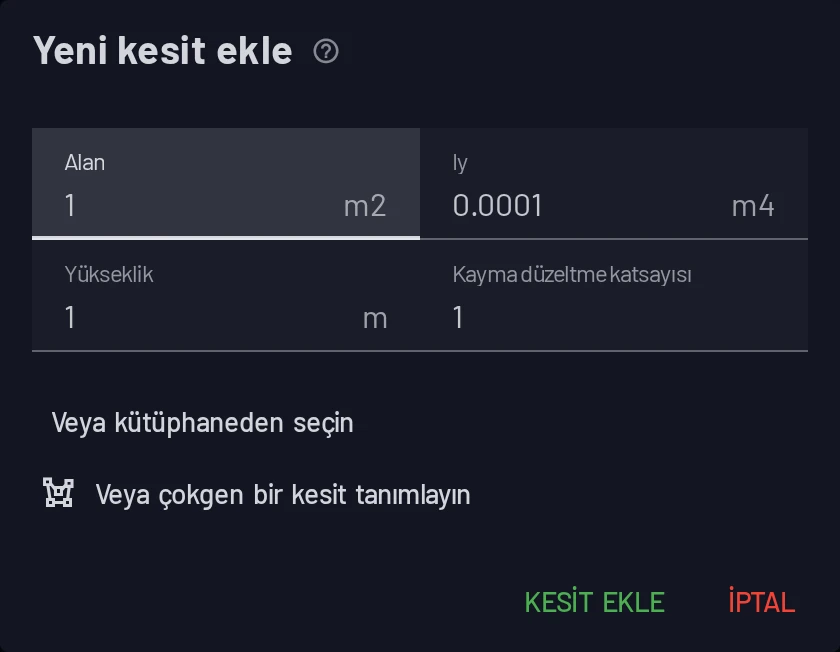 Yeni kesit ekle
Alan
1 m2
Iy
0.0001 m4
Yükseklik
1 m
Kayma düzeltme katsayısı
1
Veya kütüphaneden seçin
Veya çokgen bir kesit tanımlayın
KESİT EKLE İPTAL